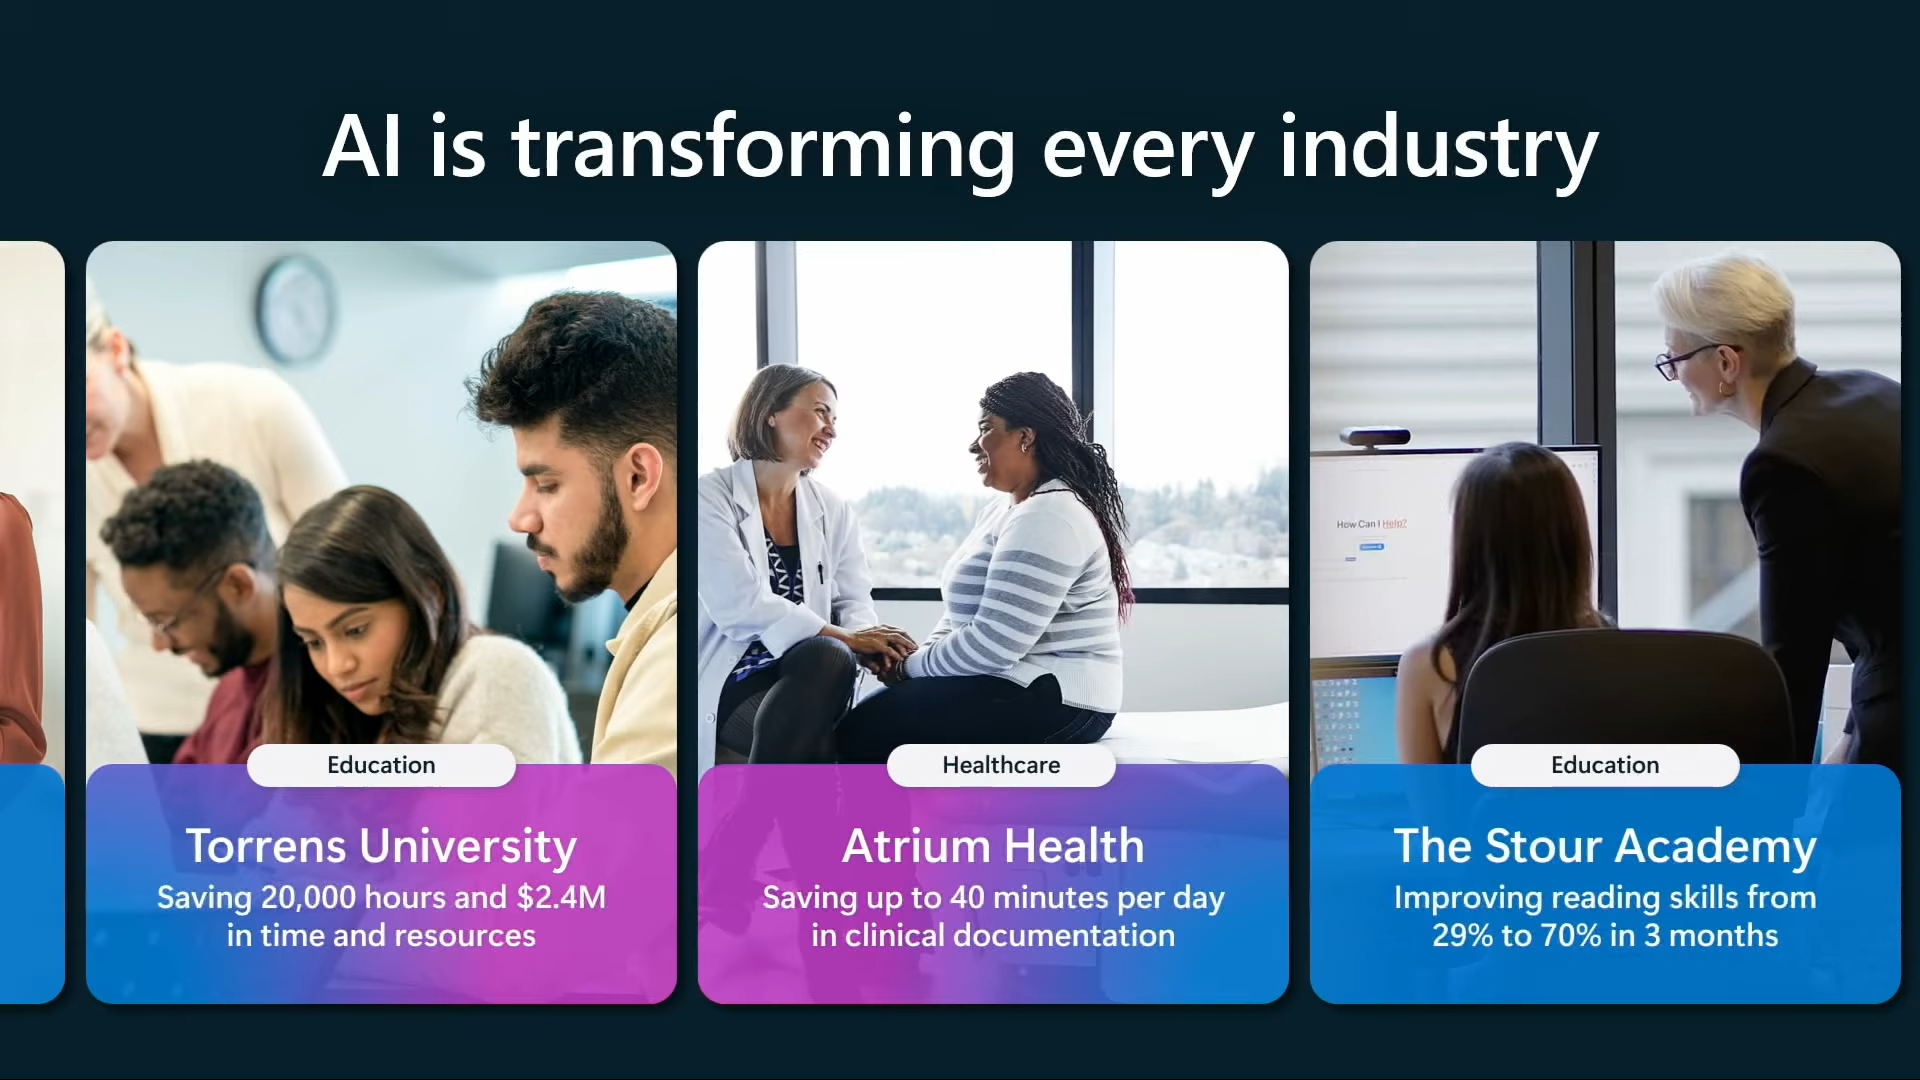 AI is transforming every industry
Education
Torrens University
Saving 20,000 hours and $2.4M
in time and resources
Healthcare
Atrium Health
Saving up to 40 minutes per day
in clinical documentation
How Can I Help?
Education
The Stour Academy
Improving reading skills from
29% to 70% in 3 months